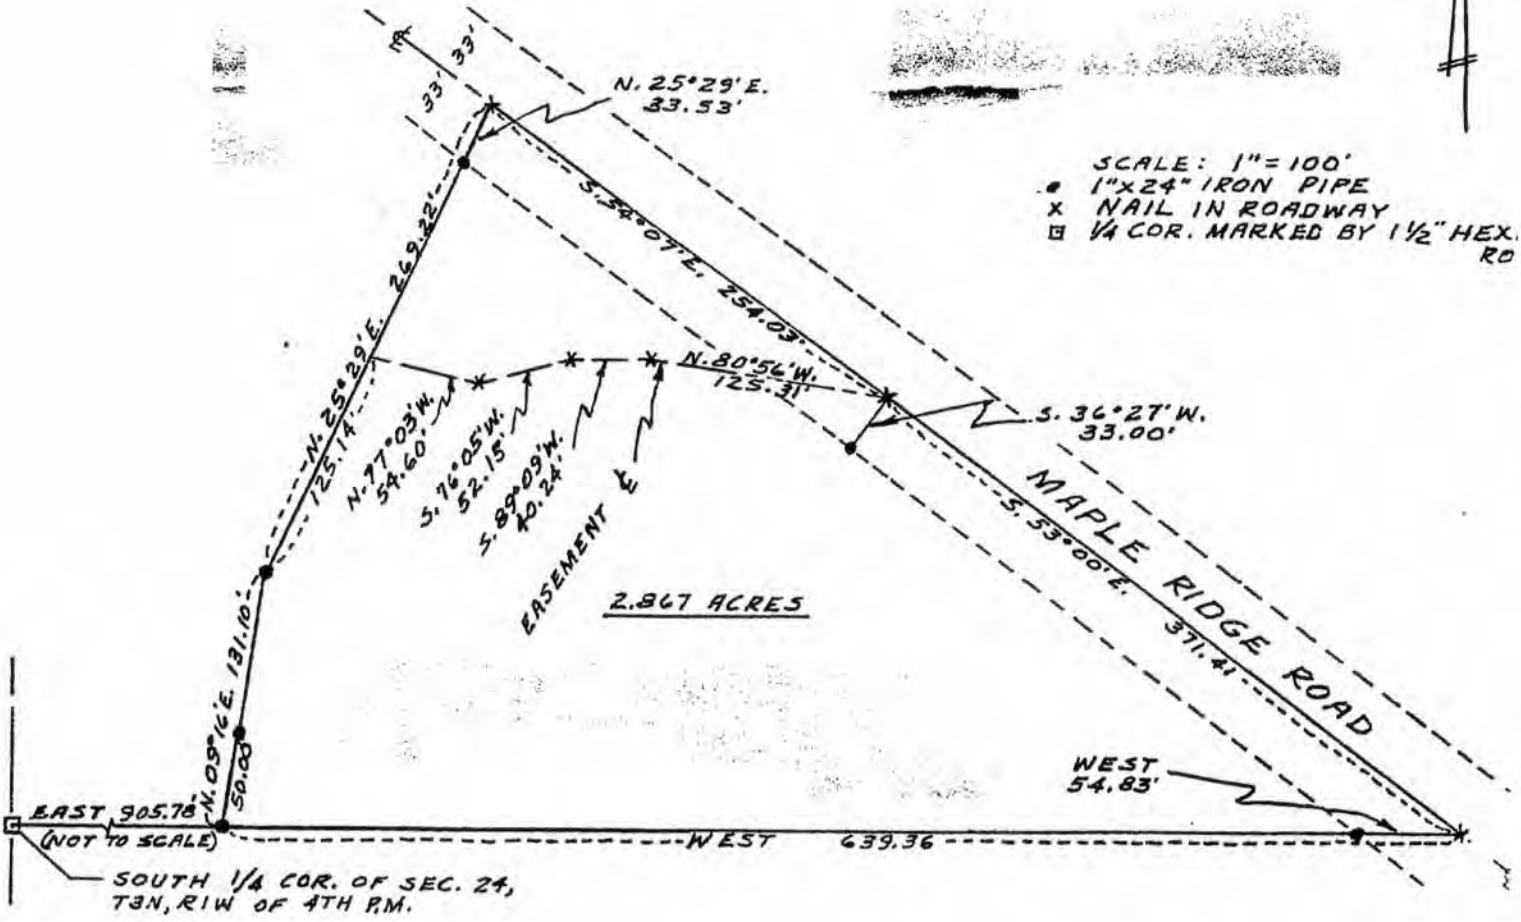 33'
33'
N. 25°29'E.
33.53'
SCALE: 1"=100'
1"X24" IRON PIPE
X NAIL IN ROADWAY
1/4 COR. MARKED BY 1 1/2" HEX.
RO
S. 54°07'E. 254.03'
N. 25°29'E. 269.22'
125.14'
N. 77°03'W.
54.60'
S. 76°05'W.
52.15'
S. 89°09'W.
40.24'
EASEMENT ℄
N. 80°56'W.
125.31'
S. 36°27'W.
33.00'
MAPLE RIDGE ROAD
S. 53°00'E. 371.41
2.867 ACRES
N. 09°16'E. 131.10'
50.00'
WEST
54.83'
EAST 905.78'
(NOT TO SCALE)
WEST 639.36
SOUTH 1/4 COR. OF SEC. 24,
T3N, R1W OF 4TH P.M.